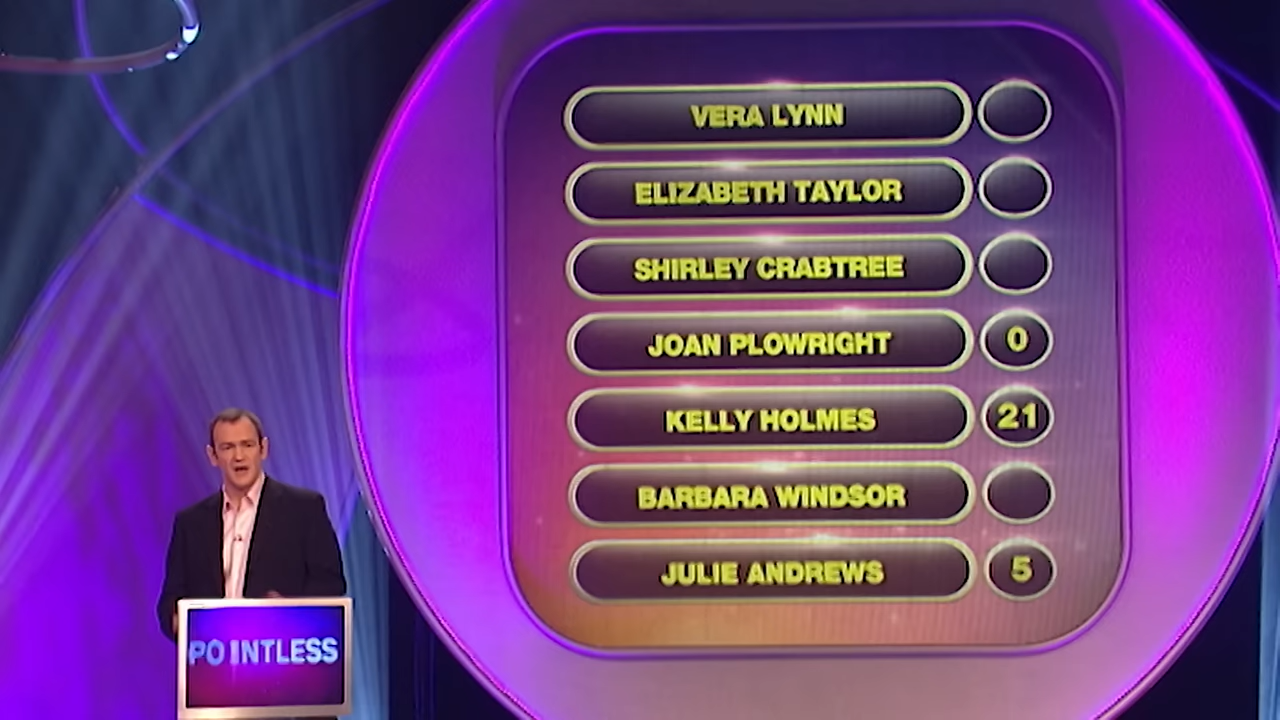 VERA LYNN
ELIZABETH TAYLOR
SHIRLEY CRABTREE
JOAN PLOWRIGHT 0
KELLY HOLMES 21
BARBARA WINDSOR
JULIE ANDREWS 5
POINTLESS